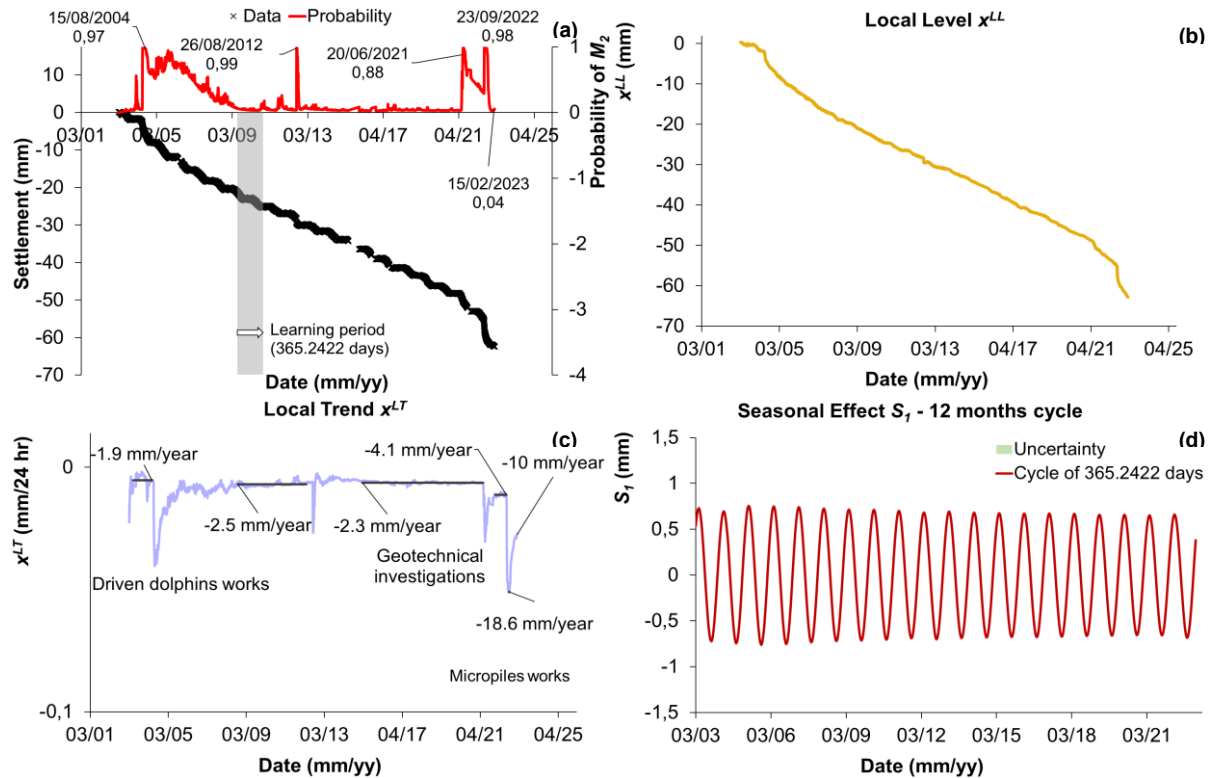 × Data — Probability
(a)
15/08/2004
0,97
26/08/2012
0,99
20/06/2021
0,88
23/09/2022
0,98
15/02/2023
0,04
10
0
-10
-20
-30
-40
-50
-60
-70
Settlement (mm)
1
0
-1
-2
-3
-4
Probability of M2
03/01 03/05 03/09 03/13 04/17 04/21 04/25
Learning period
(365.2422 days)
Date (mm/yy)
Local Level xLL
(b)
xLL (mm)
0
-10
-20
-30
-40
-50
-60
-70
03/01 03/05 03/09 03/13 04/17 04/21 04/25
Date (mm/yy)
Local Trend xLT
(c)
xLT (mm/24 hr)
0
-0,1
-1.9 mm/year
-4.1 mm/year
-10 mm/year
-2.5 mm/year
-2.3 mm/year
Driven dolphins works
Geotechnical
investigations
-18.6 mm/year
Micropiles works
03/01 03/05 03/09 03/13 04/17 04/21 04/25
Date (mm/yy)
Seasonal Effect S1 - 12 months cycle
(d)
Uncertainty
Cycle of 365.2422 days
S1 (mm)
1,5
1
0,5
0
-0,5
-1
-1,5
03/03 03/06 03/09 03/12 03/15 03/18 03/21
Date (mm/yy)